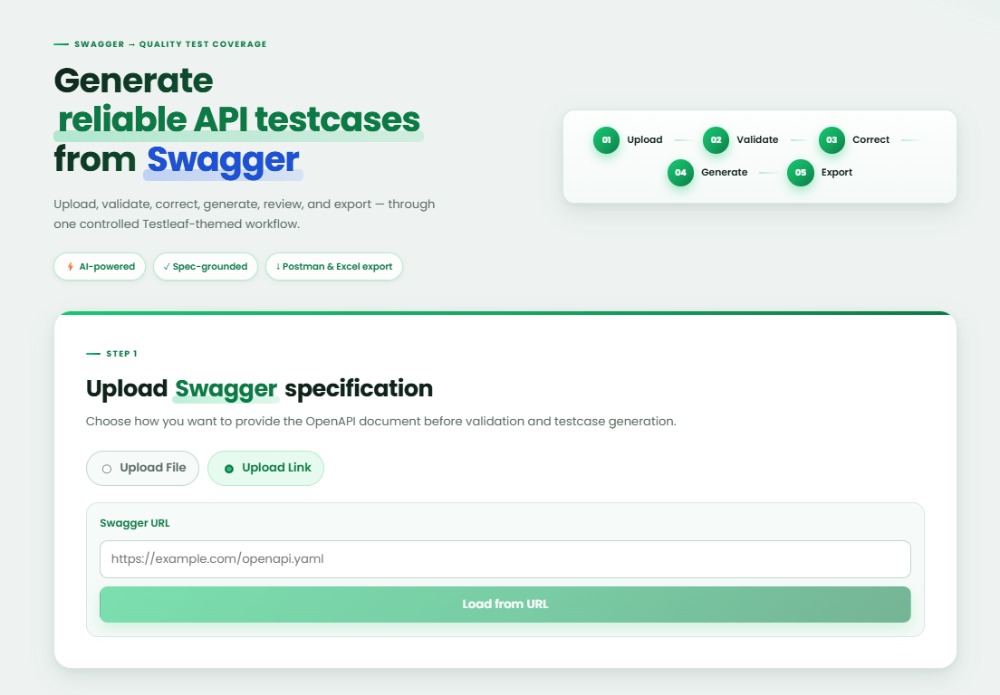 SWAGGER → QUALITY TEST COVERAGE
Generate
reliable API testcases
from Swagger
Upload, validate, correct, generate, review, and export — through
one controlled Testleaf-themed workflow.
⚡ AI-powered
✓ Spec-grounded
↓ Postman & Excel export
01 Upload
02 Validate
03 Correct
04 Generate
05 Export
STEP 1
Upload Swagger specification
Choose how you want to provide the OpenAPI document before validation and testcase generation.
Upload File
Upload Link
Swagger URL
https://example.com/openapi.yaml
Load from URL